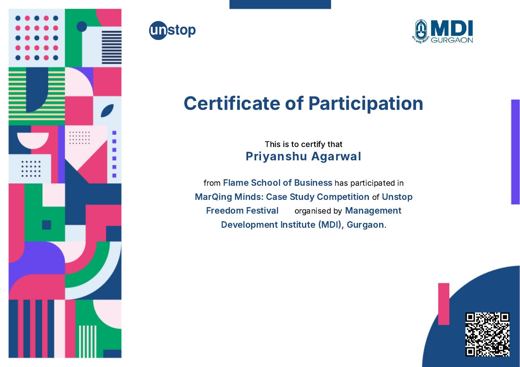 unstop
MDI
GURGAON
Certificate of Participation
This is to certify that
Priyanshu Agarwal
from Flame School of Business has participated in
MarQing Minds: Case Study Competition of Unstop
Freedom Festival organised by Management
Development Institute (MDI), Gurgaon.